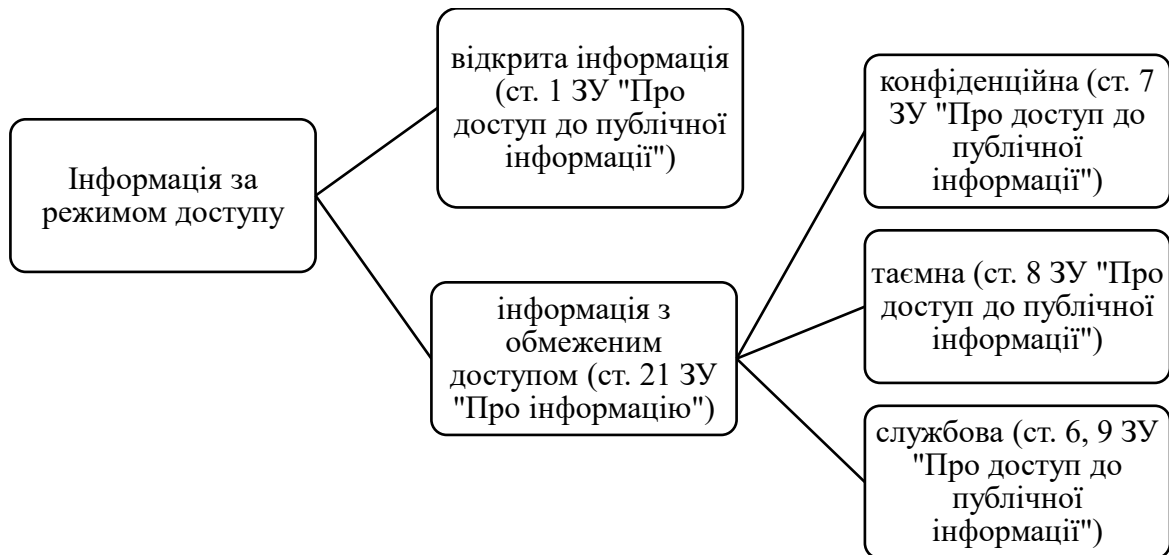 Інформація за
режимом доступу
відкрита інформація
(ст. 1 ЗУ "Про
доступ до публічної
інформації")
інформація з
обмеженим
доступом (ст. 21 ЗУ
"Про інформацію")
конфіденційна (ст. 7
ЗУ "Про доступ до
публічної
інформації")
таємна (ст. 8 ЗУ "Про
доступ до публічної
інформації")
службова (ст. 6, 9 ЗУ
"Про доступ до
публічної
інформації")